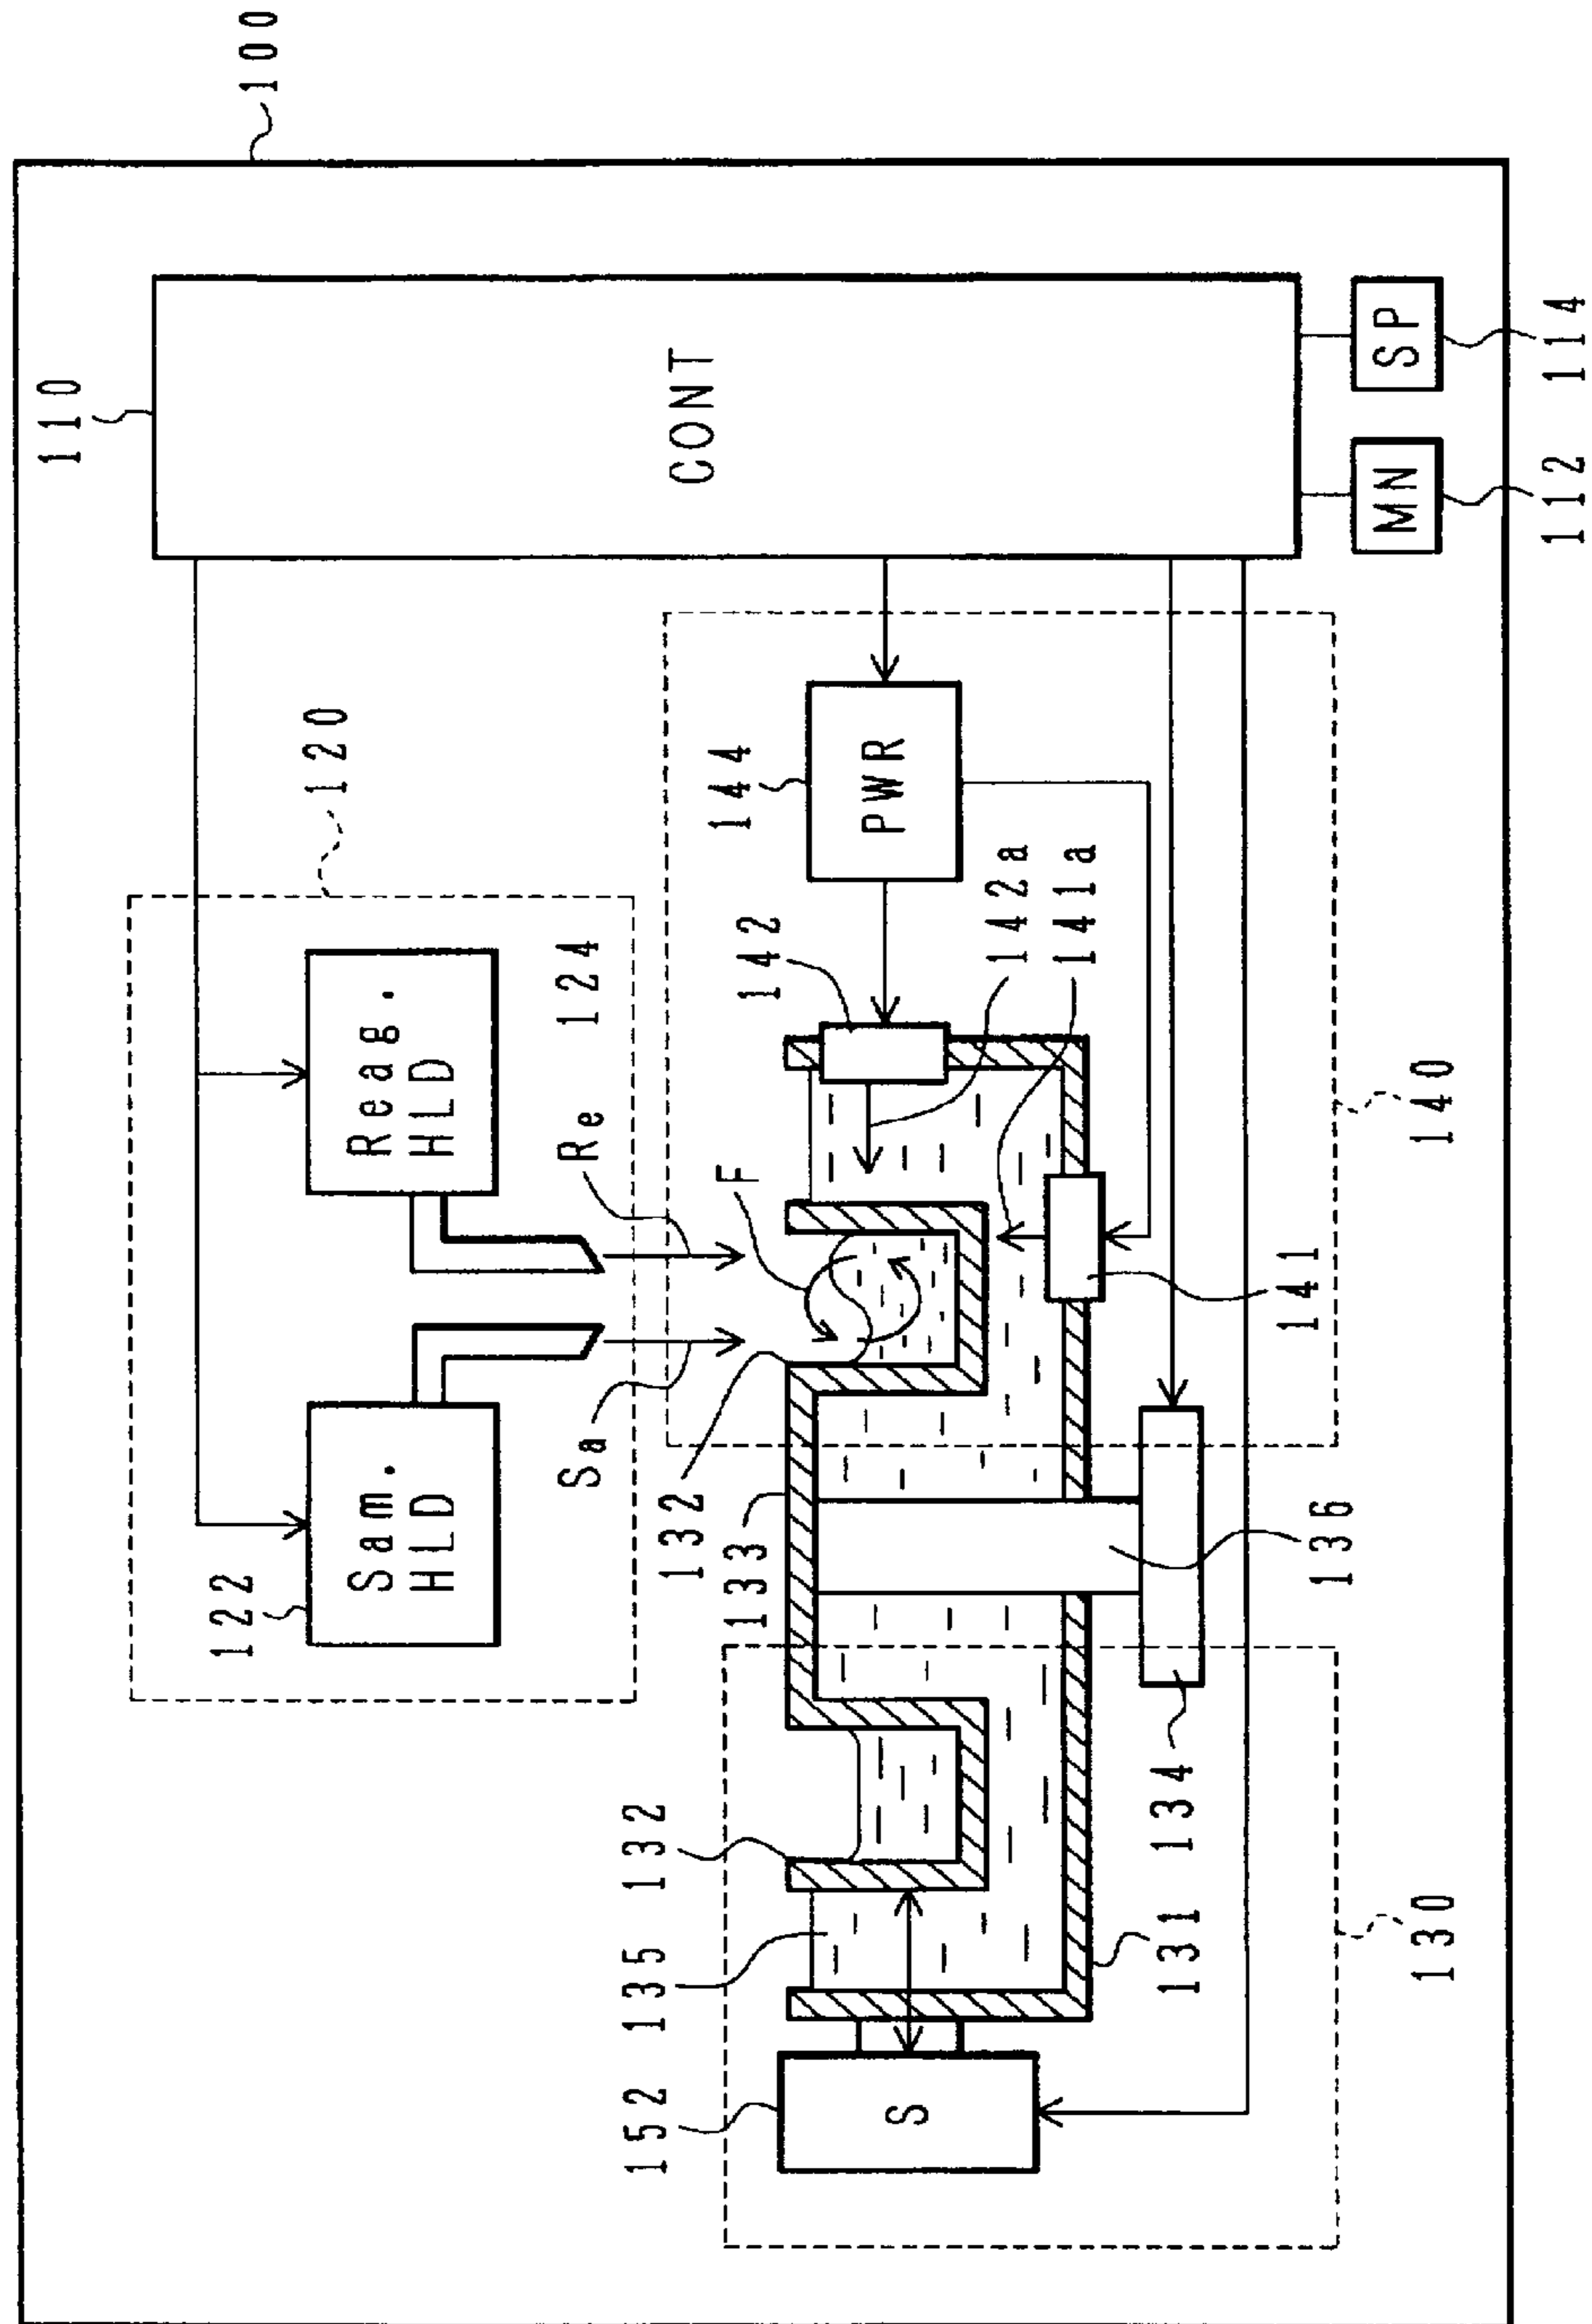 100
110
CONT
SP
114
MN
112
120
Reag.
HLD
124
Sam.
HLD
122
Re
Sa
F
PWR
144
142
142a
141a
141
140
132
133
136
134
132
135
131
130
152
S